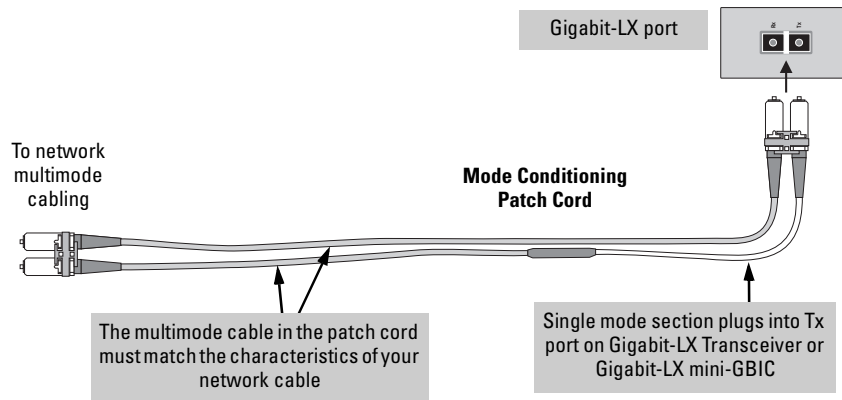 Gigabit-LX port
Rx
Tx
To network
multimode
cabling
Mode Conditioning
Patch Cord
The multimode cable in the patch cord
must match the characteristics of your
network cable
Single mode section plugs into Tx
port on Gigabit-LX Transceiver or
Gigabit-LX mini-GBIC